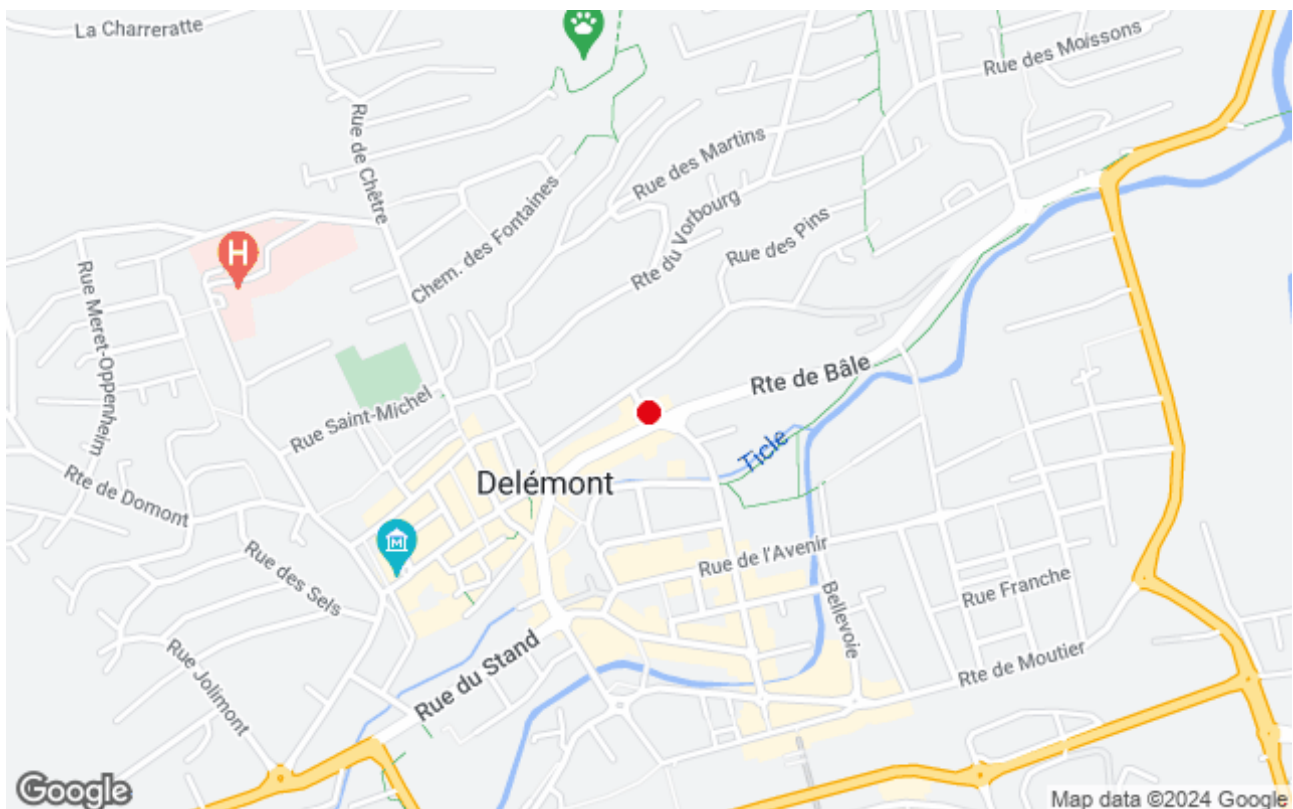 La Charreratte
Rue des Moissons
Rue de Chêtre
Rue des Martins
Chem. des Fontaines
Rte du Vorbourg
Rue des Pins
H
Rue Meret-Oppenheim
Rte de Bâle
Rue Saint-Michel
Ticle
Delémont
Rte de Domont
M
Rue de l'Avenir
Rue des Sels
Rue Franche
Bellevoie
Rue du Stand
Rte de Moutier
Rue Jolimont
Google
Map data ©2024 Google